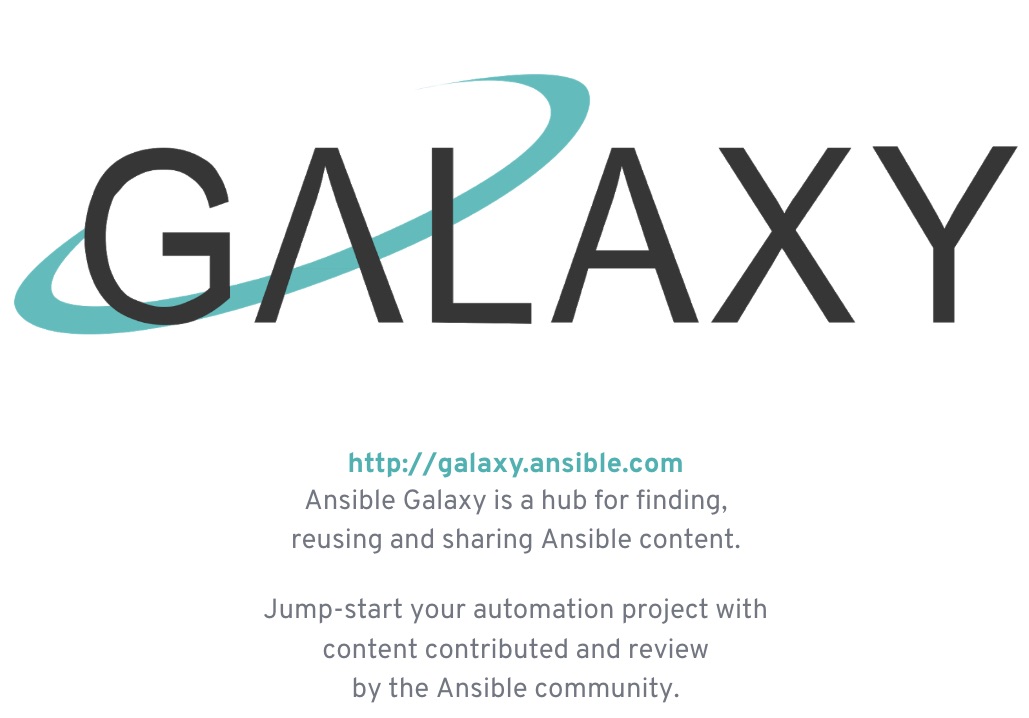 GALAXY
http://galaxy.ansible.com
Ansible Galaxy is a hub for finding,
reusing and sharing Ansible content.
Jump-start your automation project with
content contributed and review
by the Ansible community.